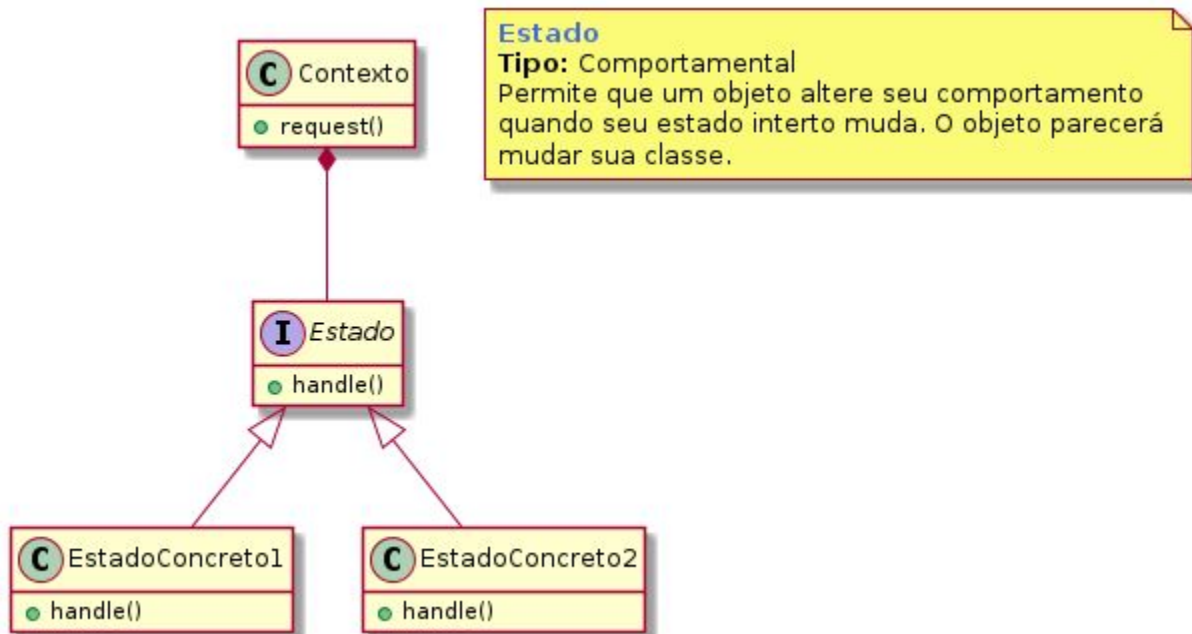 C Contexto
request()
Estado
Tipo: Comportamental
Permite que um objeto altere seu comportamento
quando seu estado interto muda. O objeto parecerá
mudar sua classe.
I Estado
handle()
C EstadoConcreto1
handle()
C EstadoConcreto2
handle()